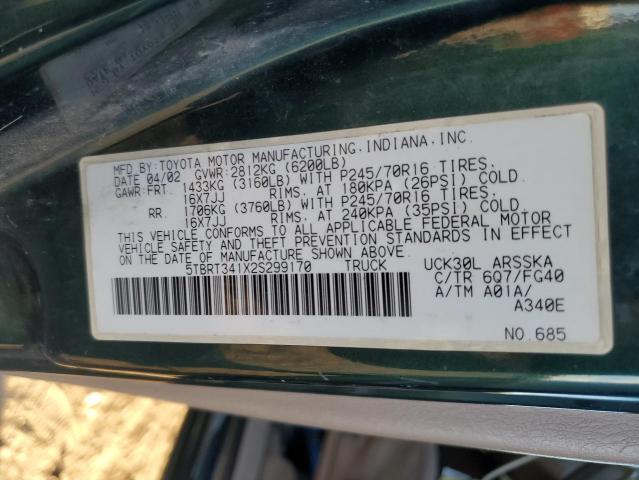 MFD.BY:TOYOTA MOTOR MANUFACTURING,INDIANA,INC.
DATE 04/02 GVWR:2812KG (6200LB)
GAWR:FRT. 1433KG (3160LB) WITH P245/70R16 TIRES,
16X7JJ RIMS, AT 180KPA (26PSI) COLD.
RR. 1706KG (3760LB) WITH P245/70R16 TIRES,
16X7JJ RIMS, AT 240KPA (35PSI) COLD.
THIS VEHICLE CONFORMS TO ALL APPLICABLE FEDERAL MOTOR
VEHICLE SAFETY AND THEFT PREVENTION STANDARDS IN EFFECT
ON THE DATE OF MANUFACTURE SHOWN ABOVE.
5TBRT341X2S299170 TRUCK UCK30L ARSSKA
C/TR 6Q7/FG40
A/TM A01A/
A340E
NO.685